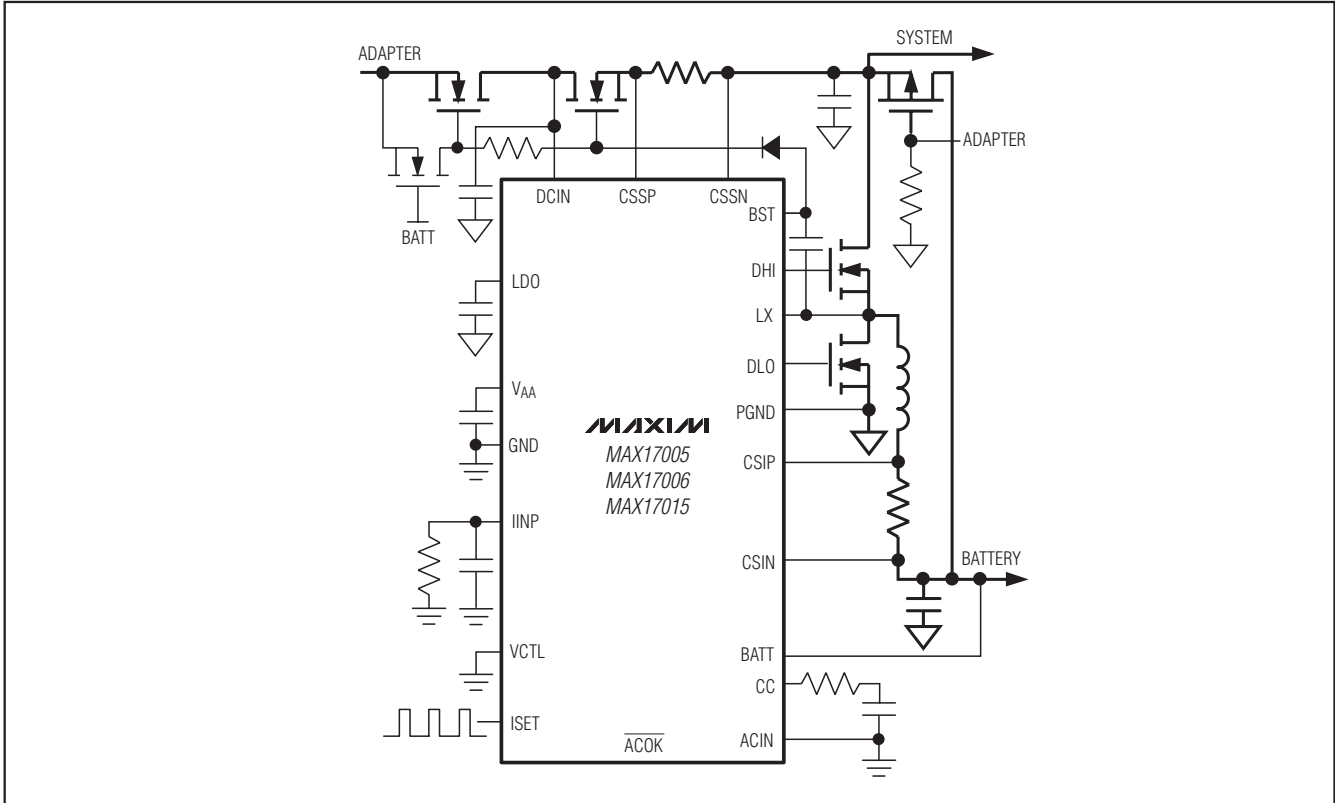 SYSTEM
ADAPTER
ADAPTER
DCIN
CSSP
CSSN
BST
BATT
DHI
LDO
LX
DLO
VAA
PGND
MAXIM
GND
MAX17005
CSIP
MAX17006
MAX17015
IINP
CSIN
BATTERY
VCTL
BATT
CC
ISET
ACOK
ACIN